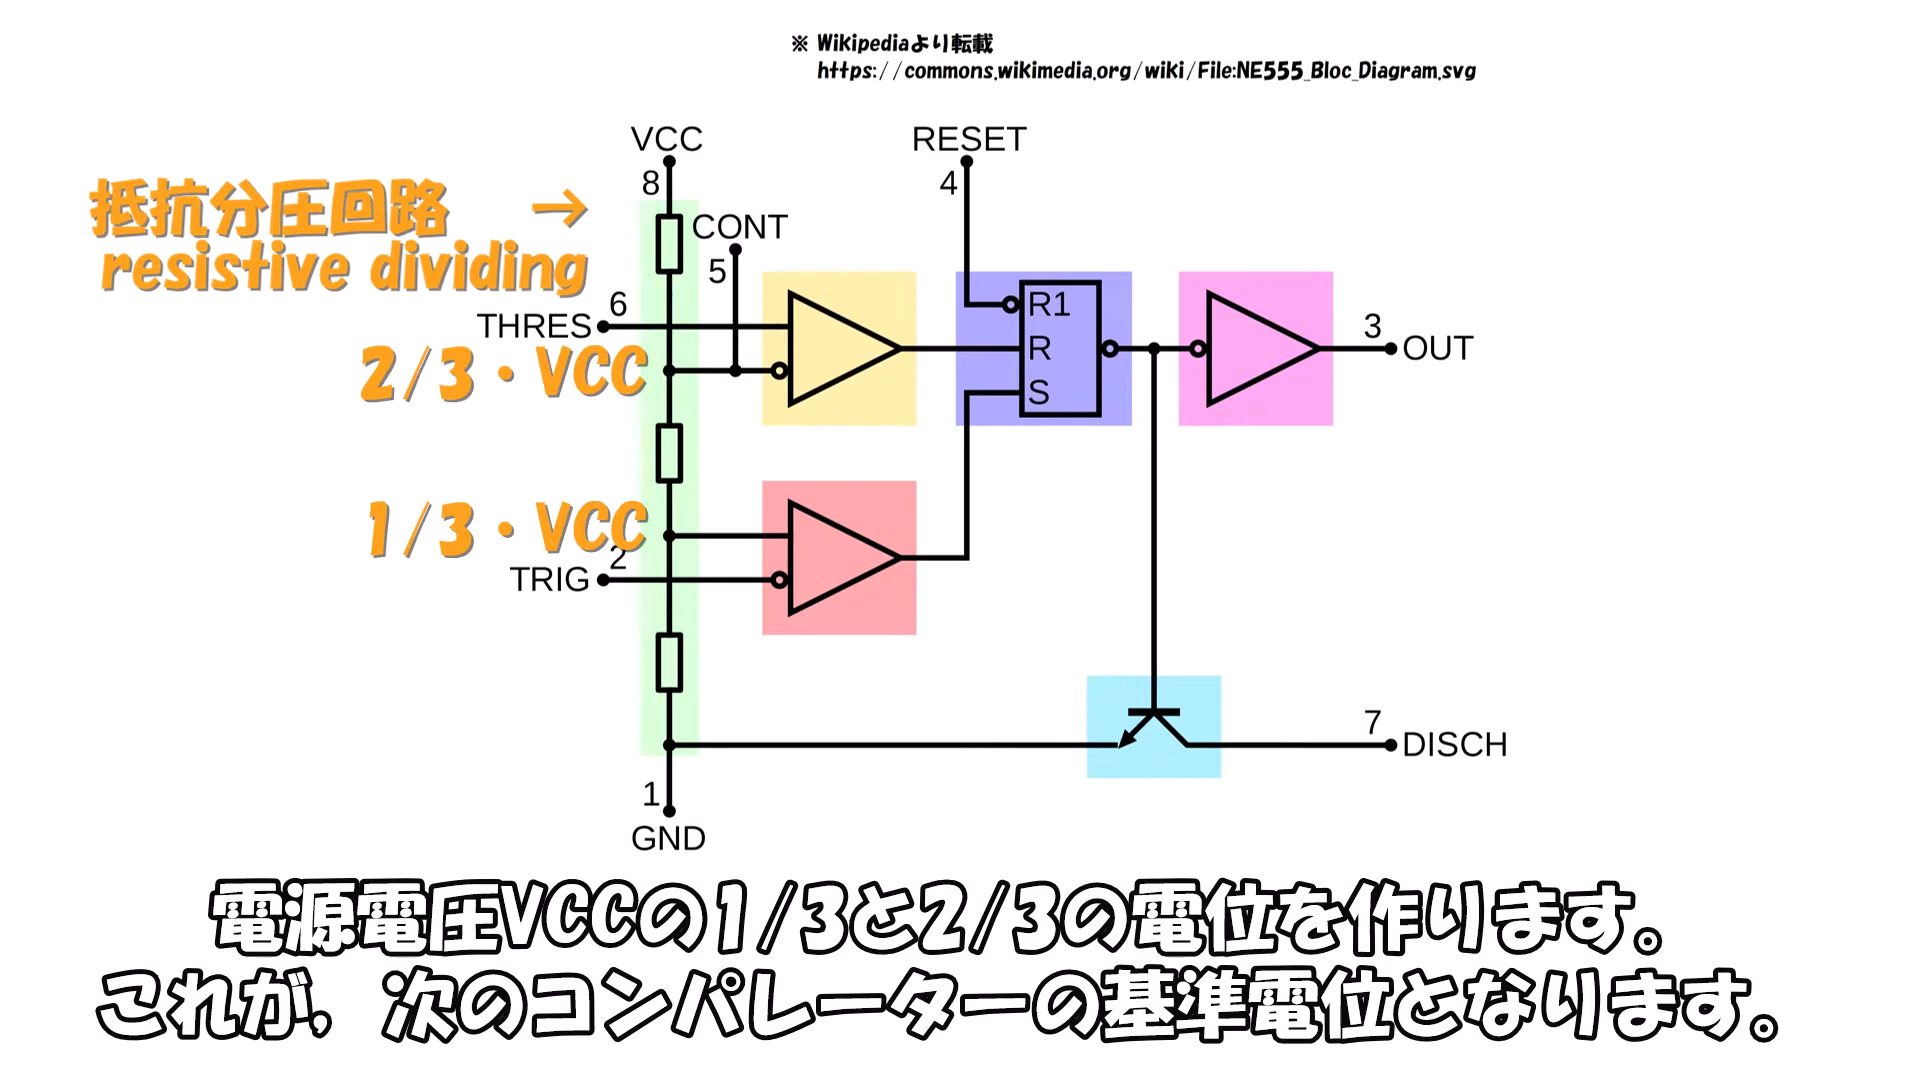 ※ Wikipediaより転載
https://commons.wikimedia.org/wiki/File:NE555_Bloc_Diagram.svg
VCC
RESET
8
4
抵抗分圧回路 →
resistive dividing
CONT
5
6
THRES
R1
R
S
3
OUT
2/3・VCC
1/3・VCC
2
TRIG
7
DISCH
1
GND
電源電圧VCCの1/3と2/3の電位を作ります。
これが，次のコンパレーターの基準電位となります。